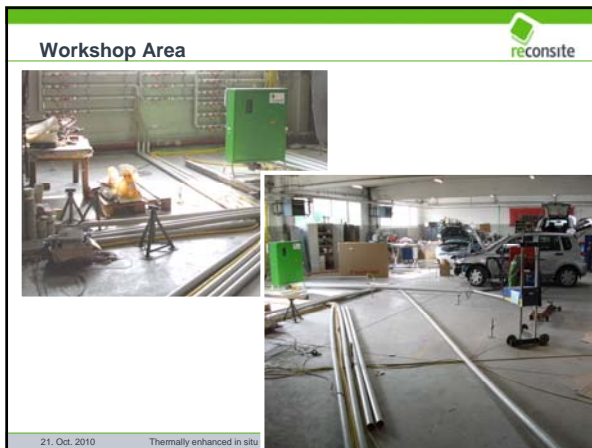 Workshop Area
reconsite
21. Oct. 2010
Thermally enhanced in situ